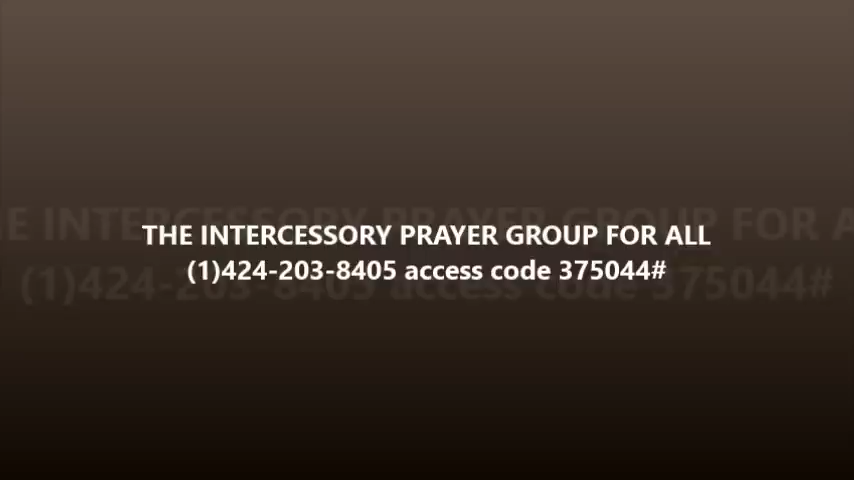 THE INTERCESSORY PRAYER GROUP FOR ALL
(1)424-203-8405 access code 375044#